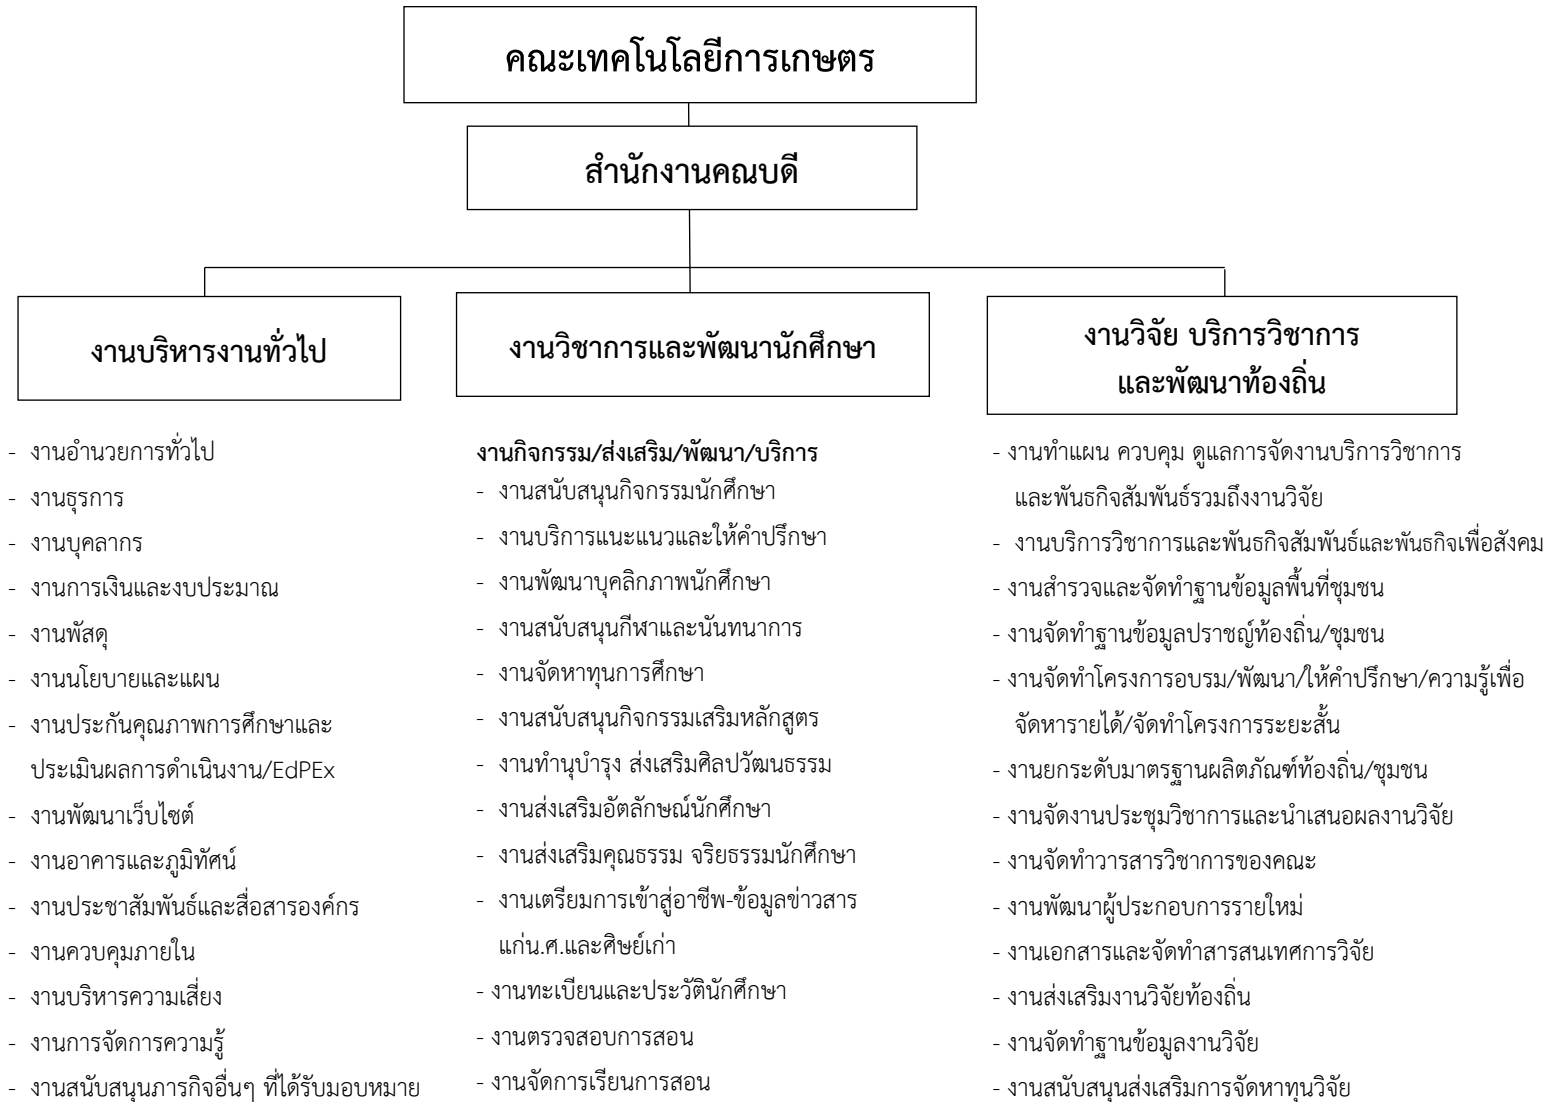 คณะเทคโนโลยีการเกษตร
สำนักงานคณบดี
งานบริหารงานทั่วไป
- งานอำนวยการทั่วไป
- งานธุรการ
- งานบุคลากร
- งานการเงินและงบประมาณ
- งานพัสดุ
- งานนโยบายและแผน
- งานประกันคุณภาพการศึกษาและ
ประเมินผลการดำเนินงาน/EdPEx
- งานพัฒนาเว็บไซต์
- งานอาคารและภูมิทัศน์
- งานประชาสัมพันธ์และสื่อสารองค์กร
- งานควบคุมภายใน
- งานบริหารความเสี่ยง
- งานการจัดการความรู้
- งานสนับสนุนภารกิจอื่นๆ ที่ได้รับมอบหมาย
งานวิชาการและพัฒนานักศึกษา
งานกิจกรรม/ส่งเสริม/พัฒนา/บริการ
- งานสนับสนุนกิจกรรมนักศึกษา
- งานบริการแนะแนวและให้คำปรึกษา
- งานพัฒนาบุคลิกภาพนักศึกษา
- งานสนับสนุนกีฬาและนันทนาการ
- งานจัดหาทุนการศึกษา
- งานสนับสนุนกิจกรรมเสริมหลักสูตร
- งานทำนุบำรุง ส่งเสริมศิลปวัฒนธรรม
- งานส่งเสริมอัตลักษณ์นักศึกษา
- งานส่งเสริมคุณธรรม จริยธรรมนักศึกษา
- งานเตรียมการเข้าสู่อาชีพ-ข้อมูลข่าวสาร
แก่น.ศ.และศิษย์เก่า
- งานทะเบียนและประวัตินักศึกษา
- งานตรวจสอบการสอน
- งานจัดการเรียนการสอน
งานวิจัย บริการวิชาการ
และพัฒนาท้องถิ่น
- งานทำแผน ควบคุม ดูแลการจัดงานบริการวิชาการ
และพันธกิจสัมพันธ์รวมถึงงานวิจัย
- งานบริการวิชาการและพันธกิจสัมพันธ์และพันธกิจเพื่อสังคม
- งานสำรวจและจัดทำฐานข้อมูลพื้นที่ชุมชน
- งานจัดทำฐานข้อมูลปราชญ์ท้องถิ่น/ชุมชน
- งานจัดทำโครงการอบรม/พัฒนา/ให้คำปรึกษา/ความรู้เพื่อ
จัดหารายได้/จัดทำโครงการระยะสั้น
- งานยกระดับมาตรฐานผลิตภัณฑ์ท้องถิ่น/ชุมชน
- งานจัดงานประชุมวิชาการและนำเสนอผลงานวิจัย
- งานจัดทำวารสารวิชาการของคณะ
- งานพัฒนาผู้ประกอบการรายใหม่
- งานเอกสารและจัดทำสารสนเทศการวิจัย
- งานส่งเสริมงานวิจัยท้องถิ่น
- งานจัดทำฐานข้อมูลงานวิจัย
- งานสนับสนุนส่งเสริมการจัดหาทุนวิจัย